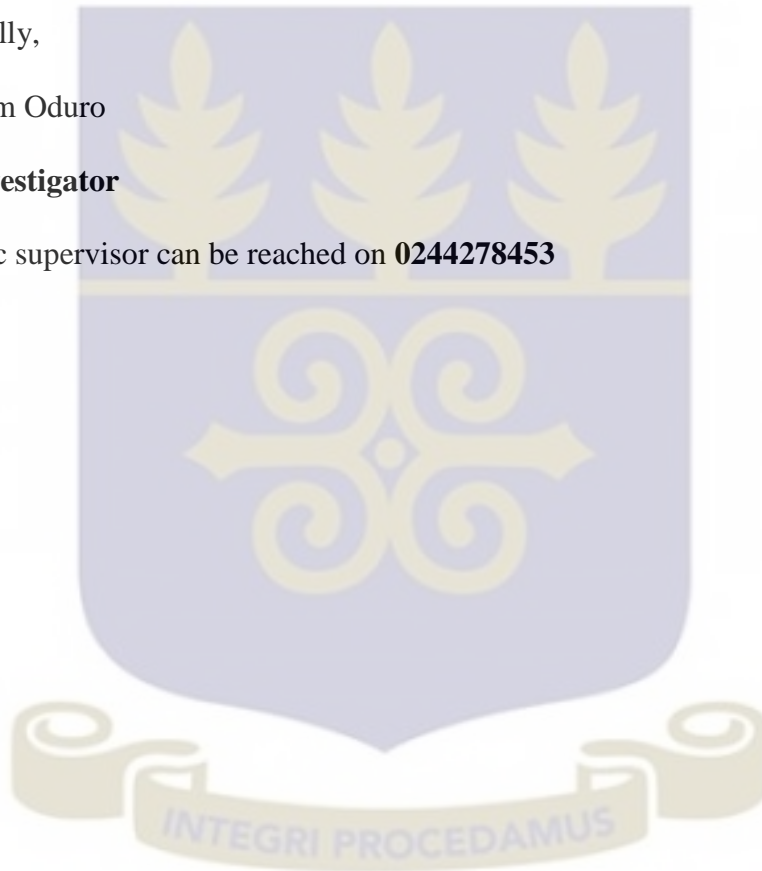 lly,
m Oduro
estigator
c supervisor can be reached on 0244278453
INTEGRI PROCEDAMUS